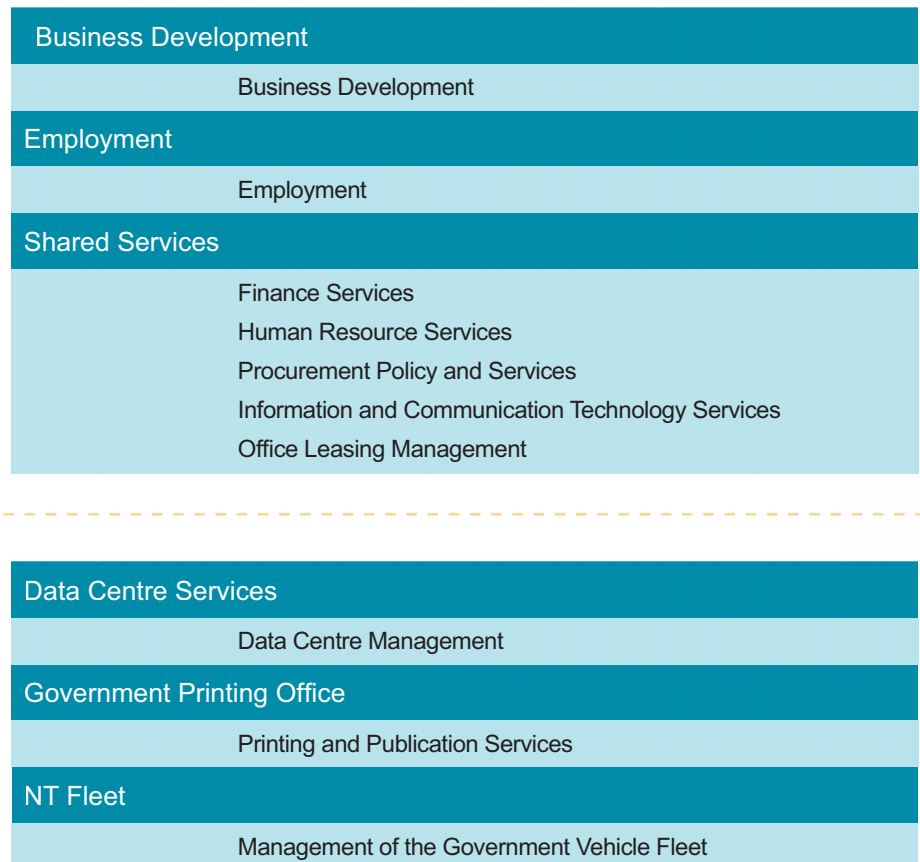 Business Development
Business Development
Employment
Employment
Shared Services
Finance Services
Human Resource Services
Procurement Policy and Services
Information and Communication Technology Services
Office Leasing Management
Data Centre Services
Data Centre Management
Government Printing Office
Printing and Publication Services
NT Fleet
Management of the Government Vehicle Fleet